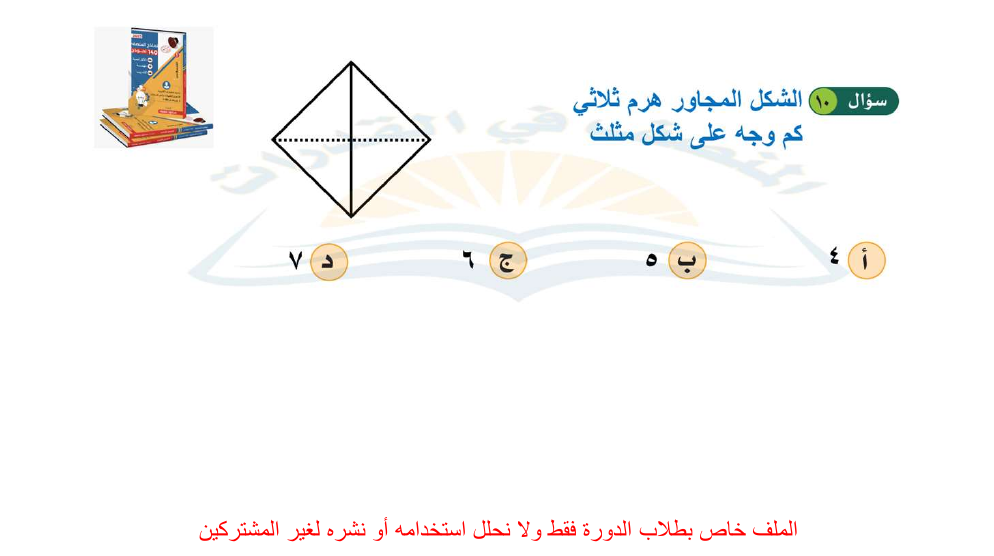 سؤال ١٠
الشكل المجاور هرم ثلاثي
كم وجه على شكل مثلث
أ ٤
ب ٥
ج ٦
د ٧
الملف خاص بطلاب الدورة فقط ولا نحلل استخدامه أو نشره لغير المشتركين